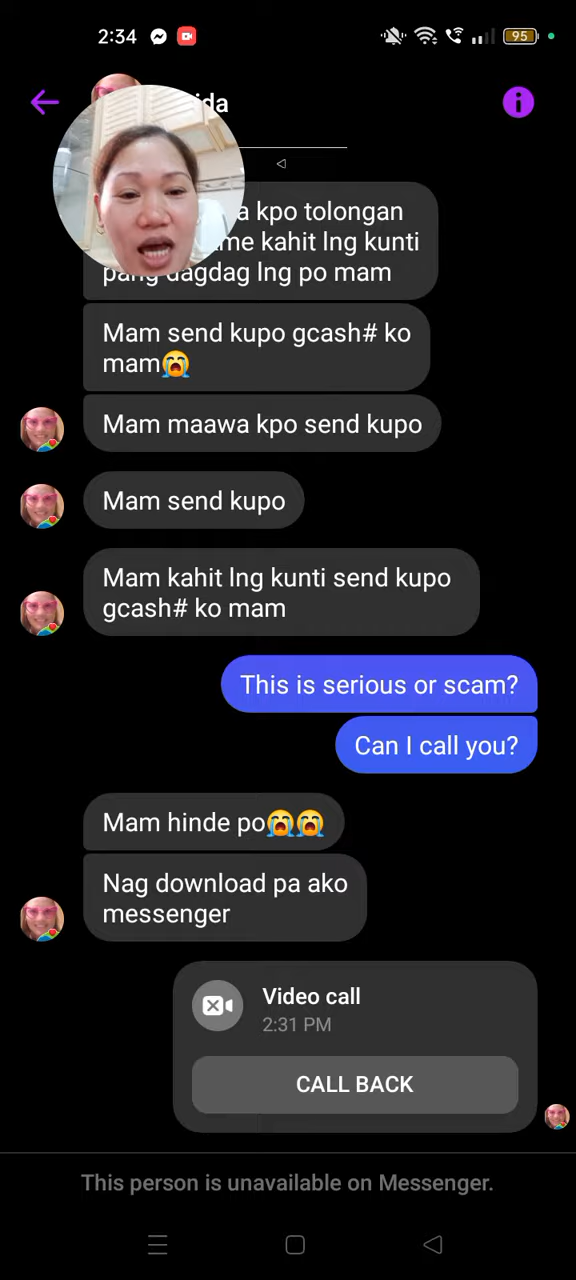 2:34
95
ida
a kpo tolongan
me kahit lng kunti
pang dagdag lng po mam
Mam send kupo gcash# ko
mam😭
Mam maawa kpo send kupo
Mam send kupo
Mam kahit lng kunti send kupo
gcash# ko mam
This is serious or scam?
Can I call you?
Mam hinde po😭😭
Nag download pa ako
messenger
Video call
2:31 PM
CALL BACK
This person is unavailable on Messenger.